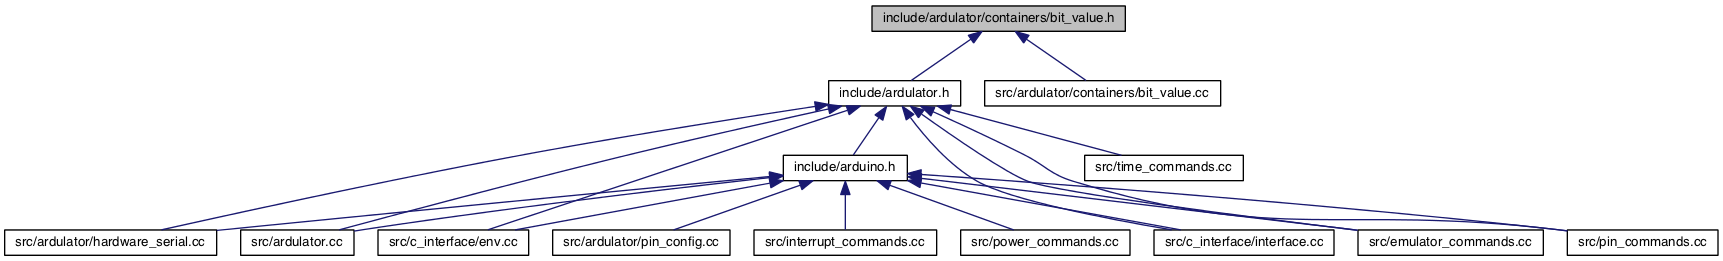 include/ardulator/containers/bit_value.h
include/ardulator.h
src/ardulator/containers/bit_value.cc
include/arduino.h
src/time_commands.cc
src/ardulator/hardware_serial.cc
src/ardulator.cc
src/c_interface/env.cc
src/ardulator/pin_config.cc
src/interrupt_commands.cc
src/power_commands.cc
src/c_interface/interface.cc
src/emulator_commands.cc
src/pin_commands.cc